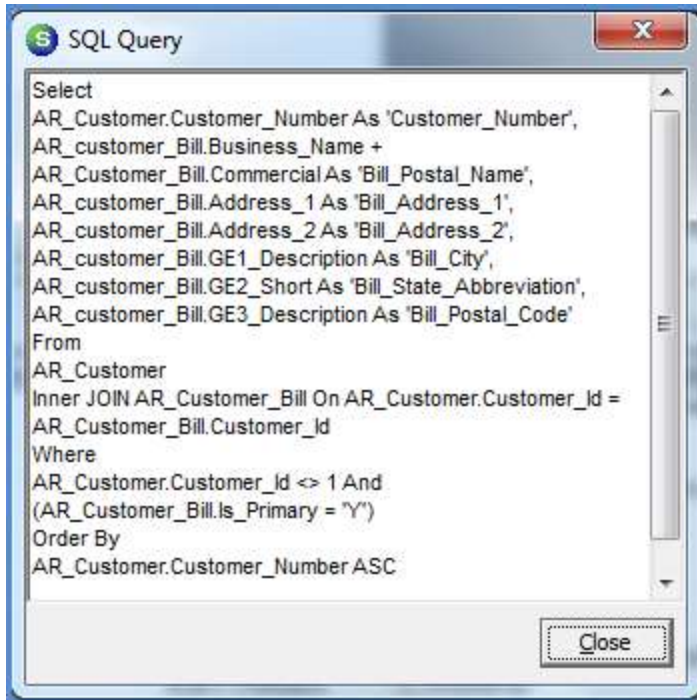 S SQL Query
Select
AR_Customer.Customer_Number As 'Customer_Number',
AR_customer_Bill.Business_Name +
AR_Customer_Bill.Commercial As 'Bill_Postal_Name',
AR_customer_Bill.Address_1 As 'Bill_Address_1',
AR_customer_Bill.Address_2 As 'Bill_Address_2',
AR_customer_Bill.GE1_Description As 'Bill_City',
AR_customer_Bill.GE2_Short As 'Bill_State_Abbreviation',
AR_customer_Bill.GE3_Description As 'Bill_Postal_Code'
From
AR_Customer
Inner JOIN AR_Customer_Bill On AR_Customer.Customer_Id =
AR_Customer_Bill.Customer_Id
Where
AR_Customer.Customer_Id <> 1 And
(AR_Customer_Bill.Is_Primary = 'Y')
Order By
AR_Customer.Customer_Number ASC
Close